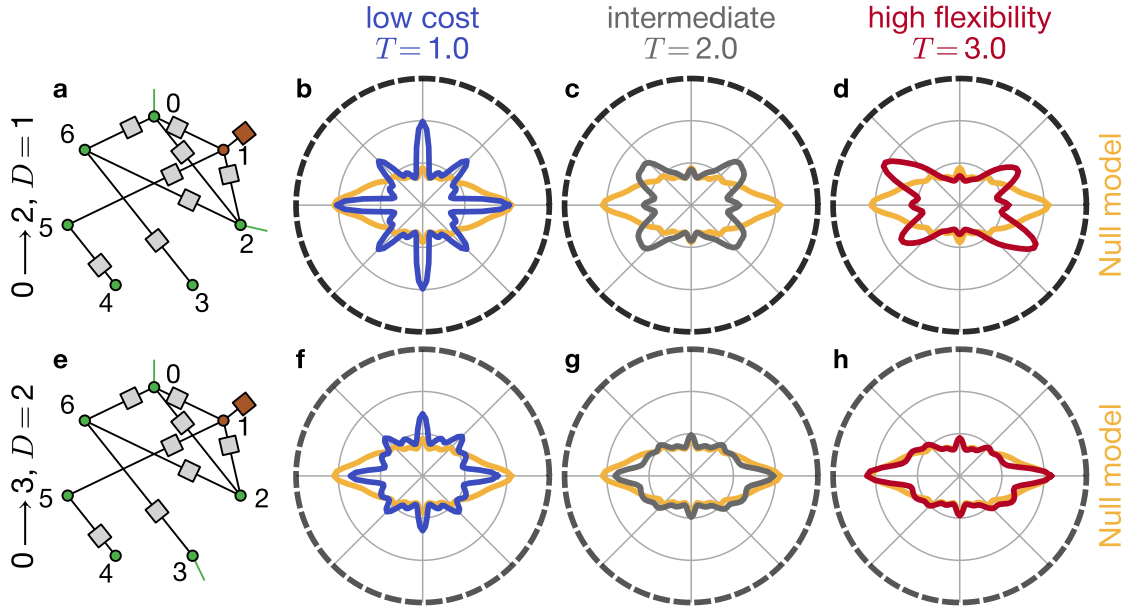 low cost
T = 1.0
intermediate
T = 2.0
high flexibility
T = 3.0
0 ⟶ 2, D = 1
a
0
6
1
5
2
4
3
b
c
d
Null model
0 ⟶ 3, D = 2
e
0
6
1
5
2
4
3
f
g
h
Null model